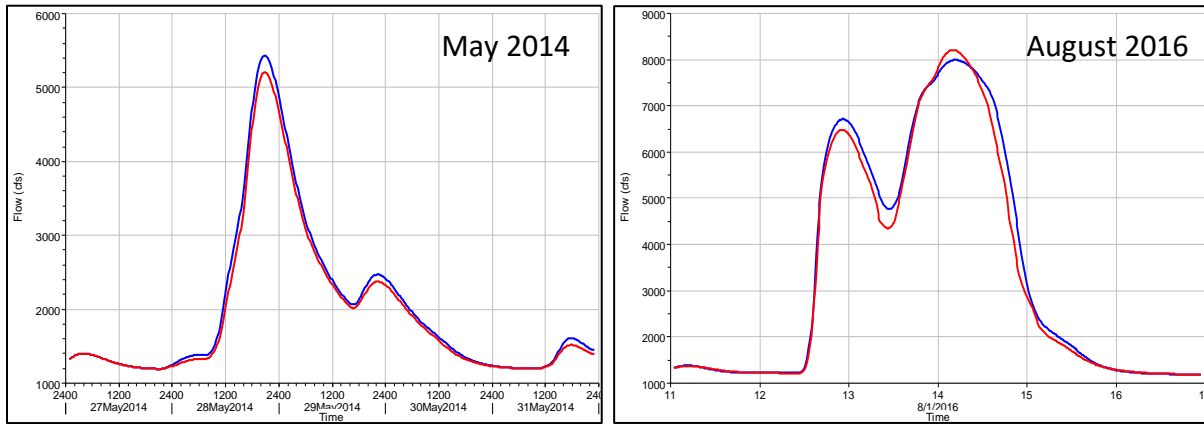 May 2014
6000
5000
4000
3000
2000
1000
Flow (cfs)
2400 1200 2400 1200 2400 1200 2400 1200 2400 1200 240
27May2014 28May2014 29May2014 30May2014 31May2014
Time
August 2016
9000
8000
7000
6000
5000
4000
3000
2000
1000
Flow (cfs)
11 12 13 14 15 16 1
8/1/2016
Time